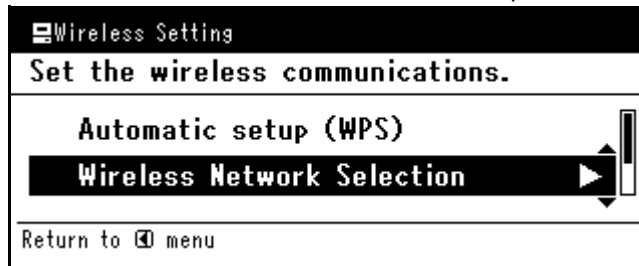 Wireless Setting
Set the wireless communications.
Automatic setup (WPS)
Wireless Network Selection
Return to menu